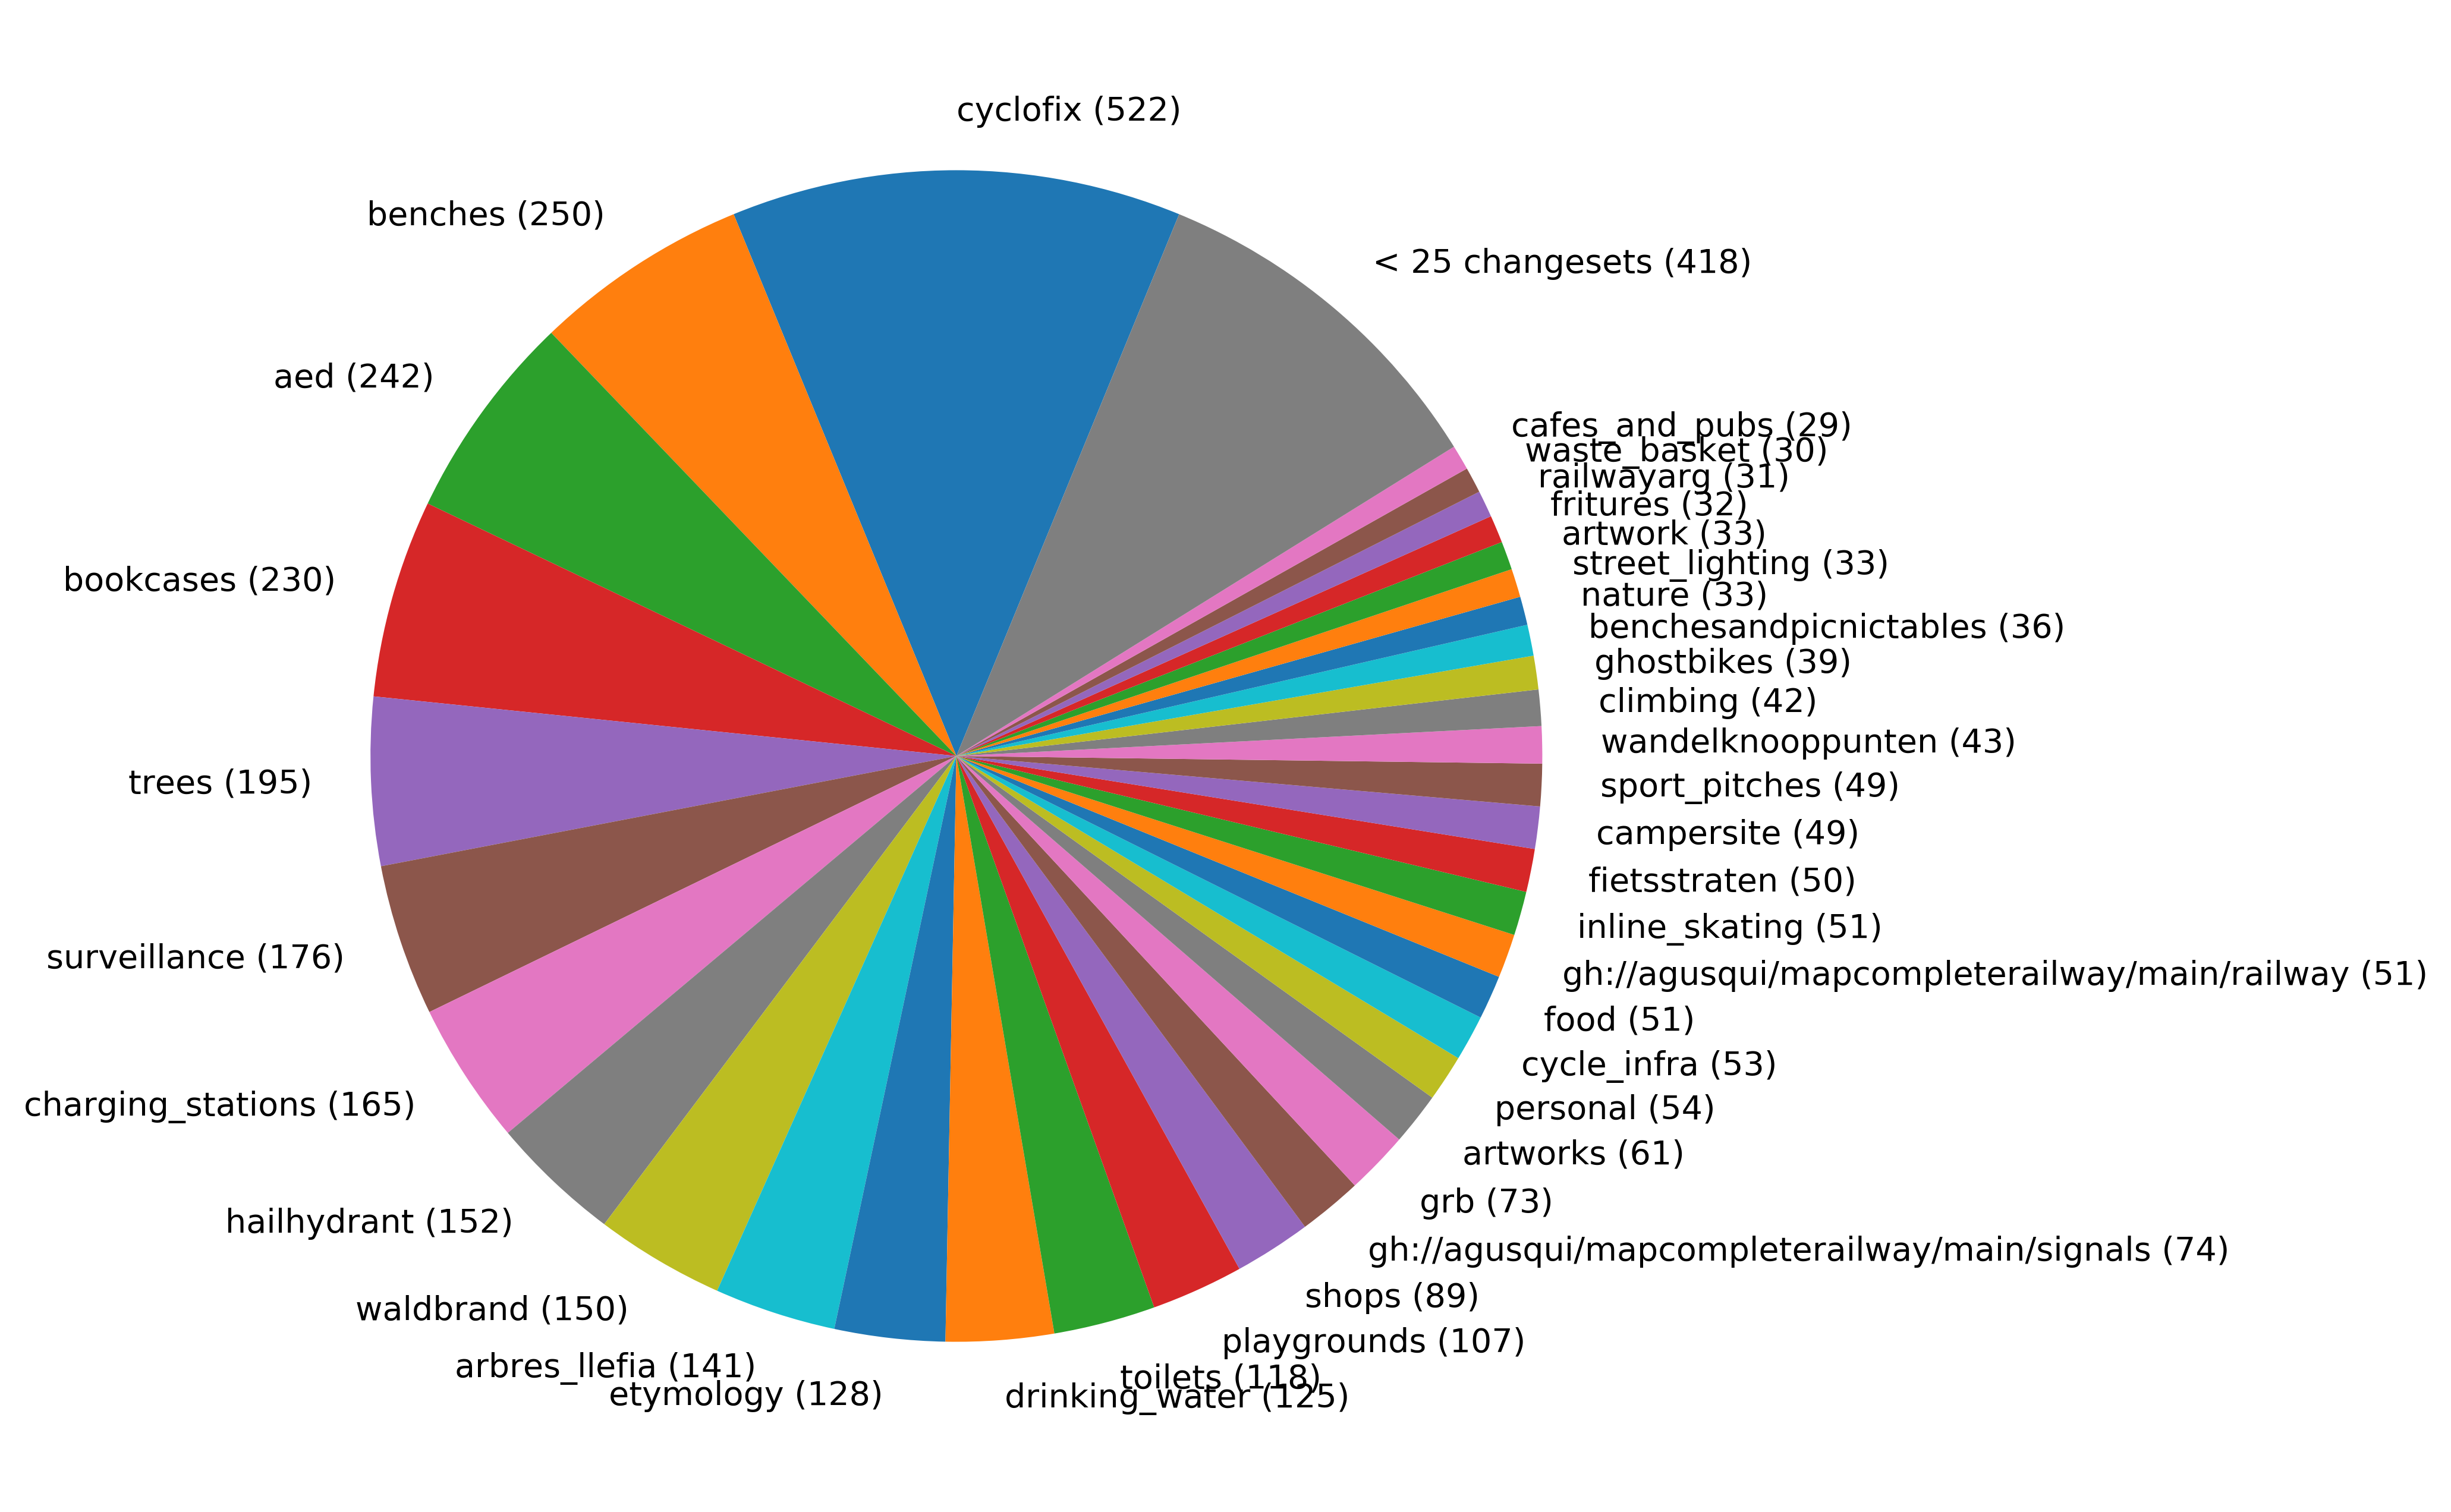 cyclofix (522)
benches (250)
aed (242)
bookcases (230)
trees (195)
surveillance (176)
charging_stations (165)
hailhydrant (152)
waldbrand (150)
arbres_llefia (141)
etymology (128)
drinking_water (125)
toilets (118)
playgrounds (107)
shops (89)
gh://agusqui/mapcompleterailway/main/signals (74)
grb (73)
artworks (61)
personal (54)
cycle_infra (53)
food (51)
gh://agusqui/mapcompleterailway/main/railway (51)
inline_skating (51)
fietsstraten (50)
campersite (49)
sport_pitches (49)
wandelknooppunten (43)
climbing (42)
ghostbikes (39)
benchesandpicnictables (36)
nature (33)
street_lighting (33)
artwork (33)
fritures (32)
railwayarg (31)
waste_basket (30)
cafes_and_pubs (29)
< 25 changesets (418)